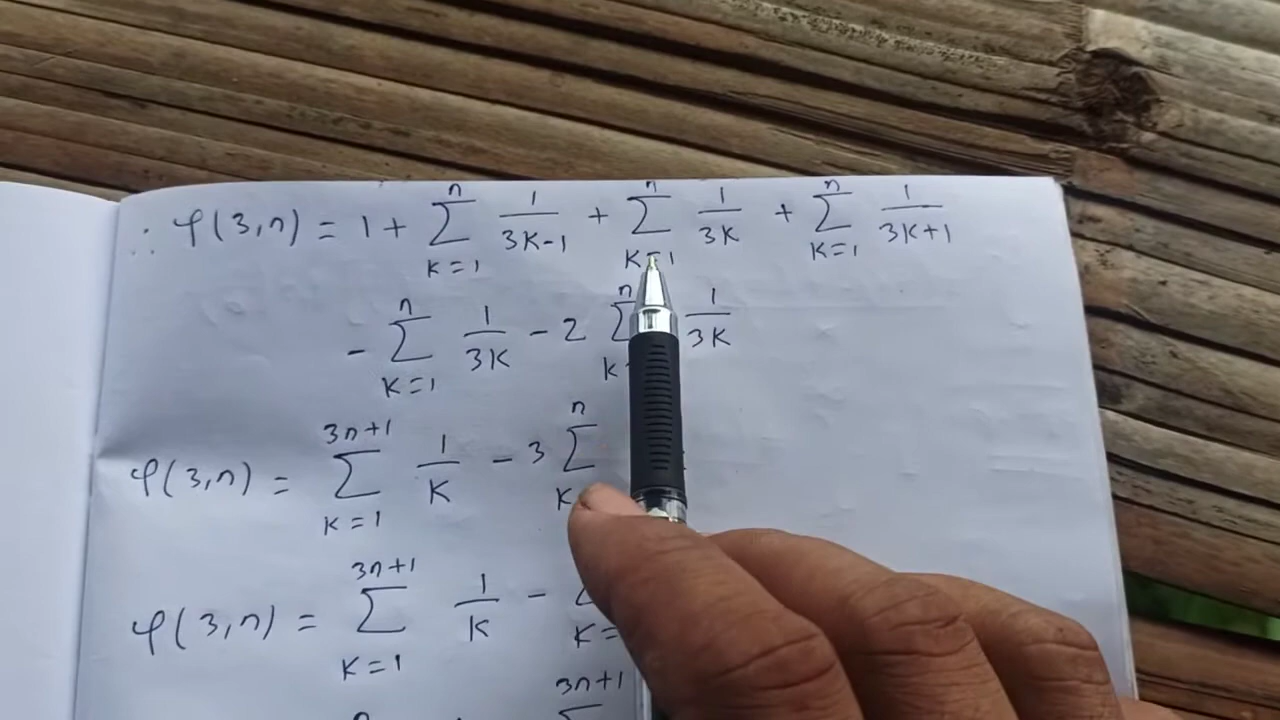 ∴ φ(3,n) = 1 + Σ_{K=1}^{n} 1/(3K-1) + Σ_{K=1}^{n} 1/(3K) + Σ_{K=1}^{n} 1/(3K+1)
- Σ_{K=1}^{n} 1/(3K) - 2 Σ^{n} 1/(3K)
φ(3,n) = Σ_{K=1}^{3n+1} 1/K - 3 Σ^{n}
φ(3,n) = Σ_{K=1}^{3n+1} 1/K -
3n+1